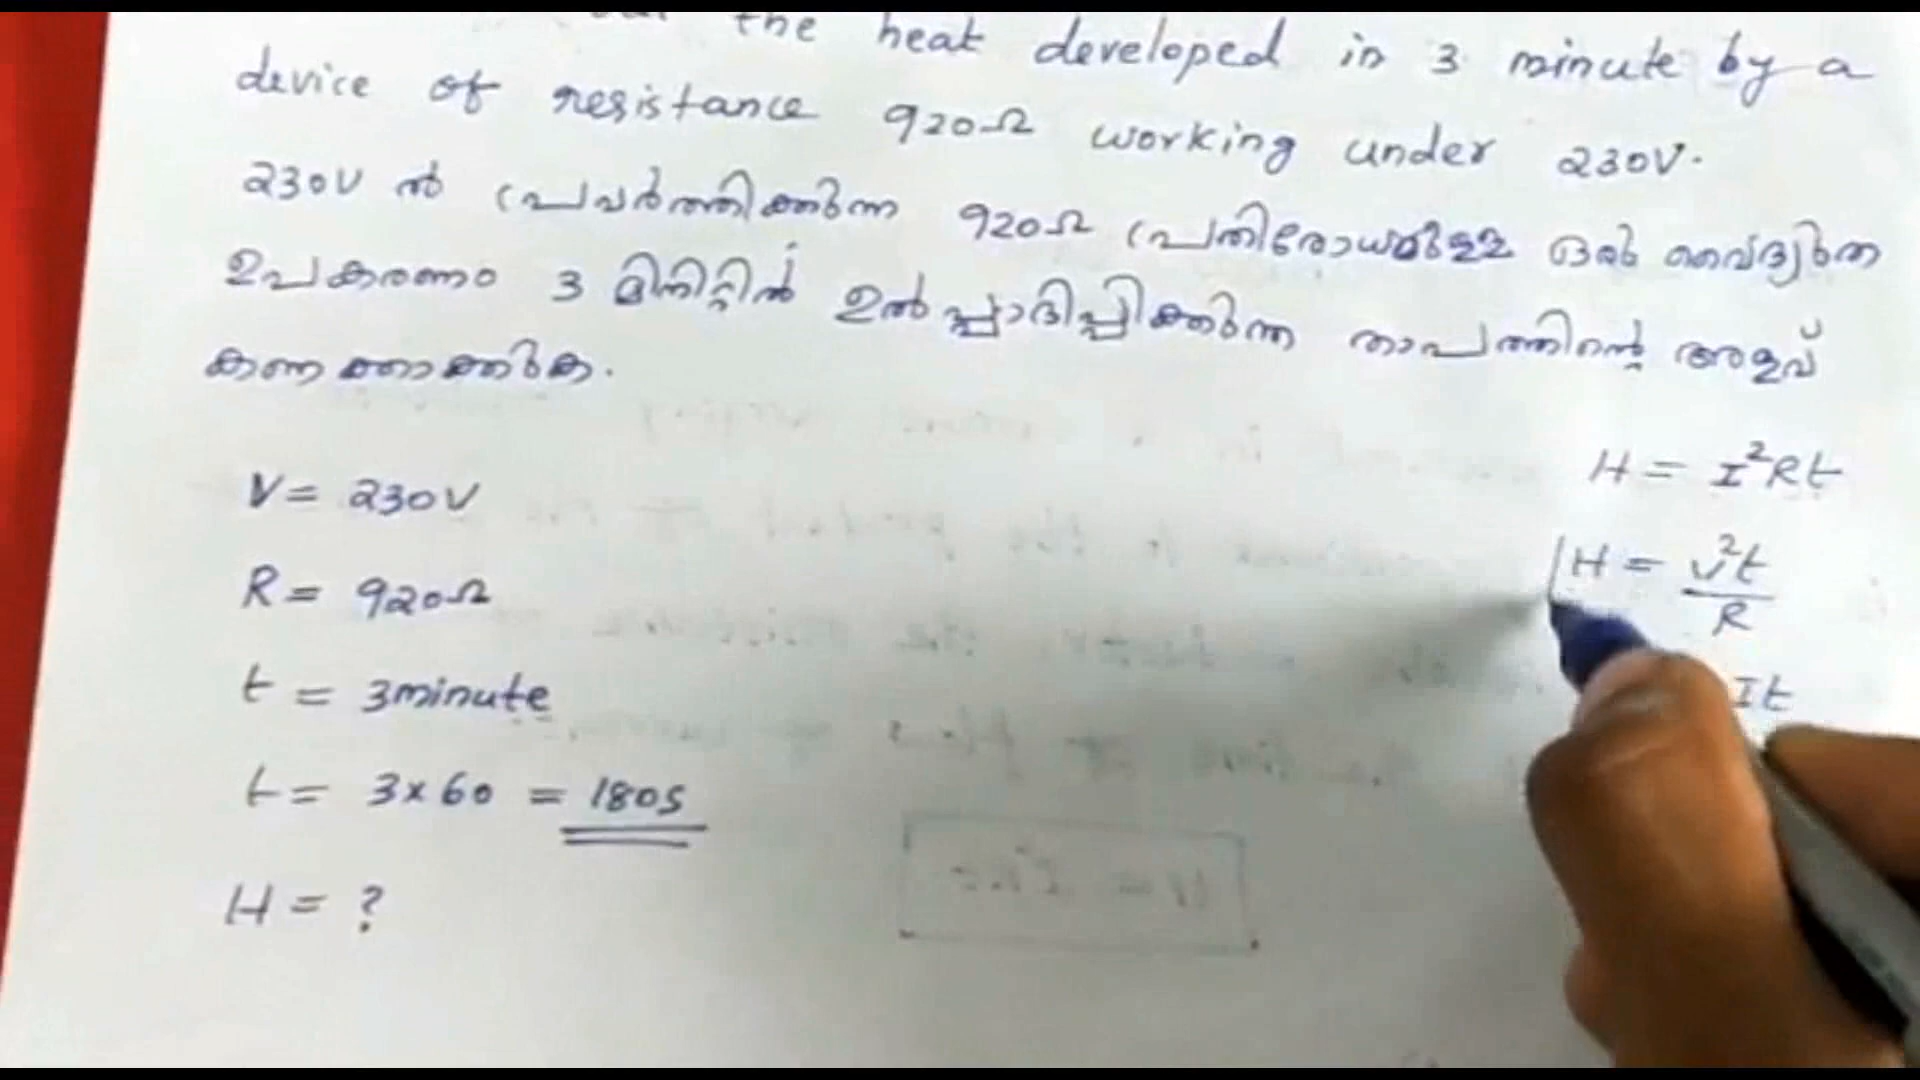 the heat developed in 3 minute by a
device of resistance 920Ω working under 230V.
230V ൽ പ്രവർത്തിക്കുന്ന 920Ω പ്രതിരോധമുള്ള ഒരു വൈദ്യുത
ഉപകരണം 3 മിനിറ്റിൽ ഉൽപ്പാദിപ്പിക്കുന്ന താപത്തിന്റെ അളവ്
കണക്കാക്കുക.
V = 230V
R = 920Ω
t = 3minute
t = 3×60 = 180s
H = ?
H = I²Rt
H = V²t
R
It